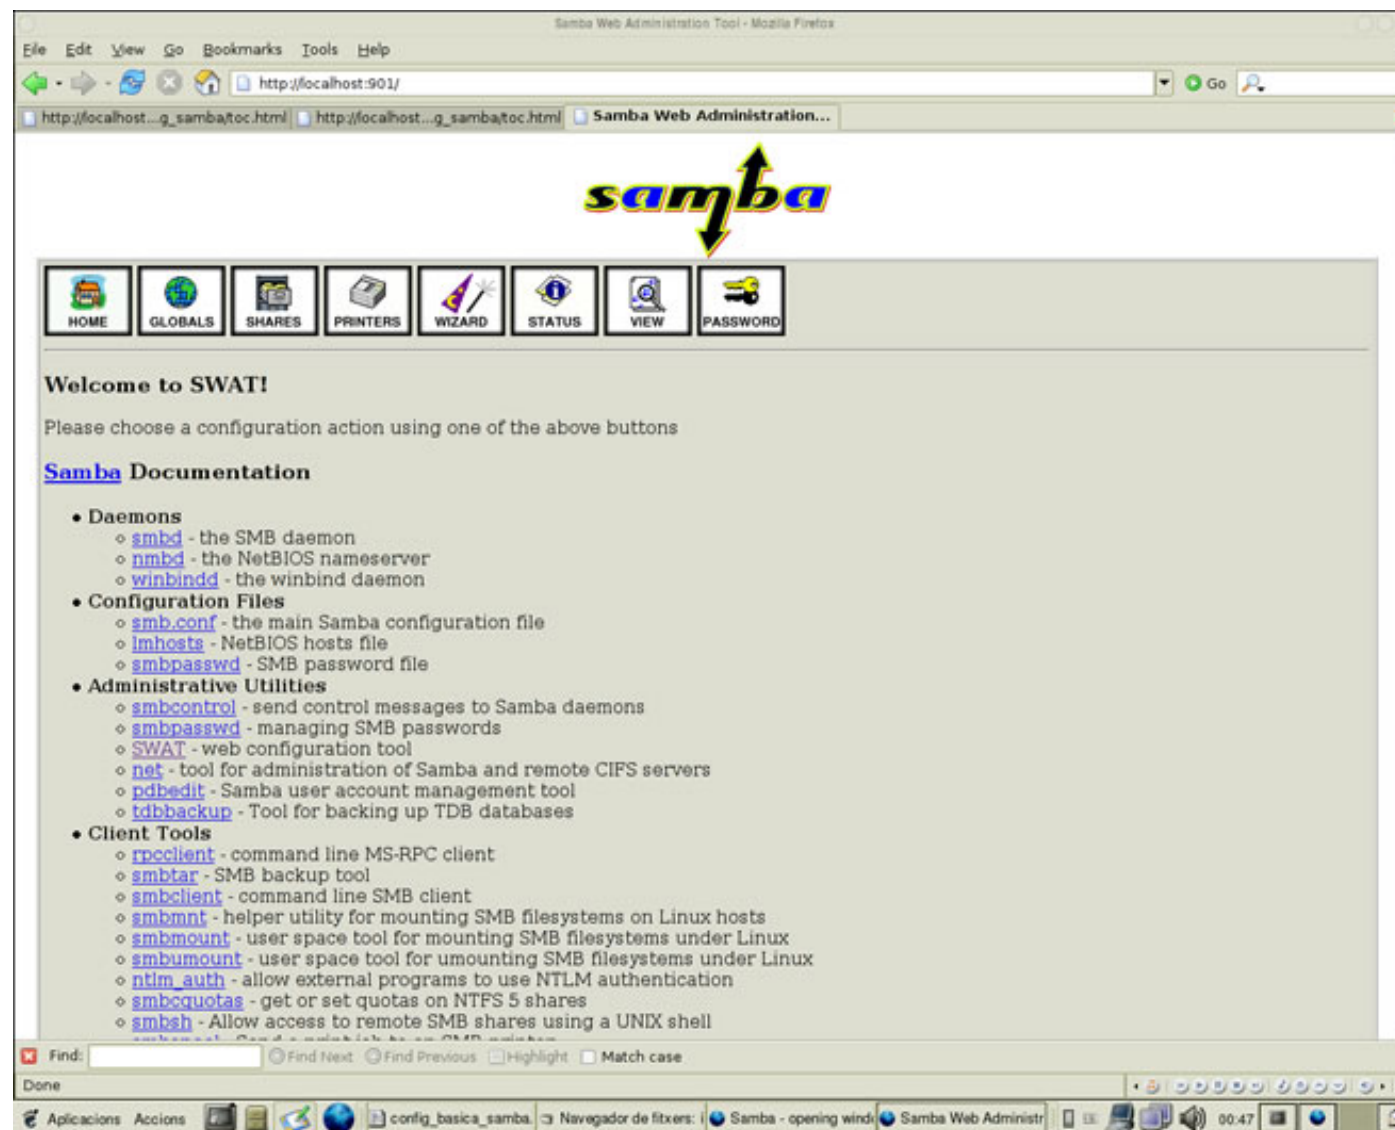 Samba Web Administration Tool - Mozilla Firefox
File Edit View Go Bookmarks Tools Help
http://localhost:901/ Go
http://localhost...g_samba/toc.html http://localhost...g_samba/toc.html Samba Web Administration...
samba
HOME GLOBALS SHARES PRINTERS WIZARD STATUS VIEW PASSWORD
Welcome to SWAT!
Please choose a configuration action using one of the above buttons
Samba Documentation
Daemons
smbd - the SMB daemon
nmbd - the NetBIOS nameserver
winbindd - the winbind daemon
Configuration Files
smb.conf - the main Samba configuration file
lmhosts - NetBIOS hosts file
smbpasswd - SMB password file
Administrative Utilities
smbcontrol - send control messages to Samba daemons
smbpasswd - managing SMB passwords
SWAT - web configuration tool
net - tool for administration of Samba and remote CIFS servers
pdbedit - Samba user account management tool
tdbbackup - Tool for backing up TDB databases
Client Tools
rpcclient - command line MS-RPC client
smbtar - SMB backup tool
smbclient - command line SMB client
smbmnt - helper utility for mounting SMB filesystems on Linux hosts
smbmount - user space tool for mounting SMB filesystems under Linux
smbumount - user space tool for umounting SMB filesystems under Linux
ntlm_auth - allow external programs to use NTLM authentication
smbcquotas - get or set quotas on NTFS 5 shares
smbsh - Allow access to remote SMB shares using a UNIX shell
Find: Find Next Find Previous Highlight Match case
Done
Aplicacions Accions config_basica_samba. Navegador de fitxers: i Samba - opening wind Samba Web Administr 00:47